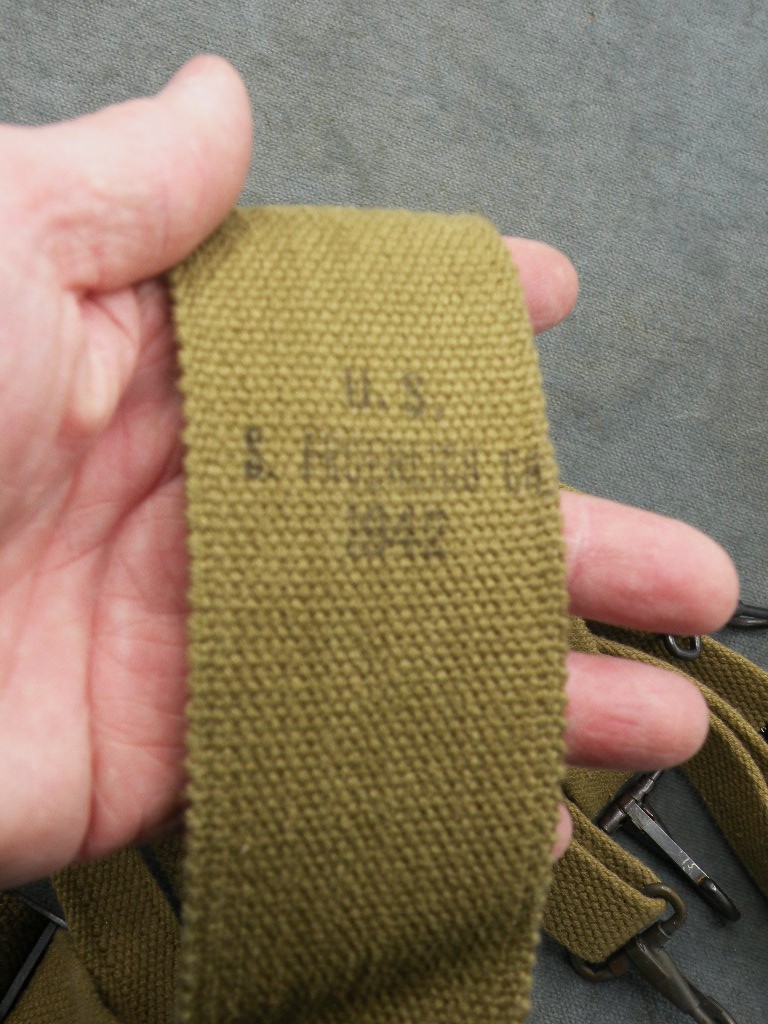 U. S.
S. FROEHLICH CO
1942